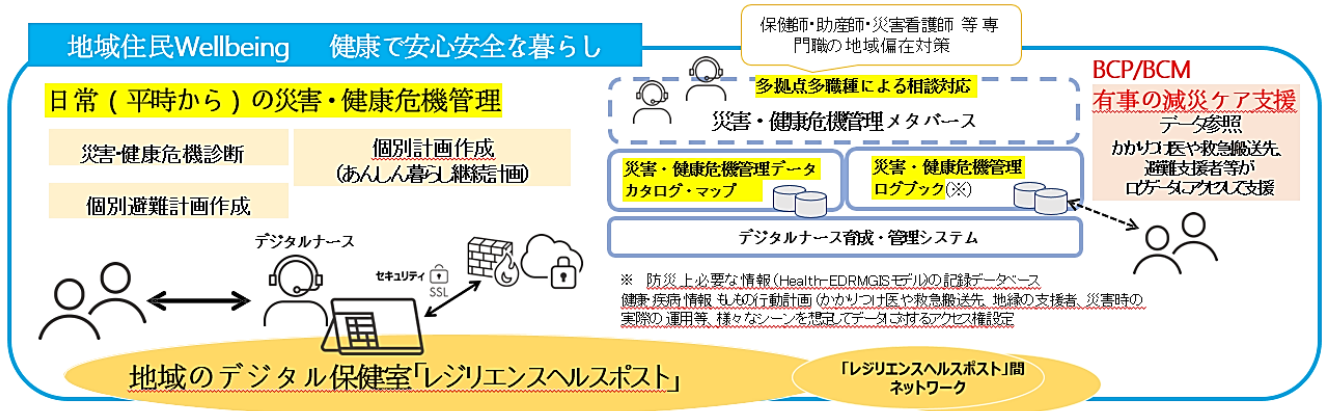 保健師・助産師・災害看護師 等 専
門職の地域偏在対策
地域住民Wellbeing 健康で安心安全な暮らし
日常（平時から）の災害・健康危機管理
災害・健康危機診断
個別計画作成
(あんしん暮らし継続計画)
個別避難計画作成
デジタルナース
セキュリティ
SSL
多拠点多職種による相談対応
災害・健康危機管理メタバース
災害・健康危機管理データ
カタログ・マップ
災害・健康危機管理
ログブック(※)
デジタルナース育成・管理システム
BCP/BCM
有事の減災ケア支援
データ参照
かかりつけ医や救急搬送先、
避難支援者等が
ログデータにアクセスして支援
※ 防災上必要な情報(Health-EDRMGISモデル)の記録データベース
健康・疾病情報 もしもの行動計画 (かかりつけ医や救急搬送先、地縁の支援者、災害時の
実際の運用等、様々なシーンを想定してデータに対するアクセス権設定
地域のデジタル保健室「レジリエンスヘルスポスト」
「レジリエンスヘルスポスト」間
ネットワーク